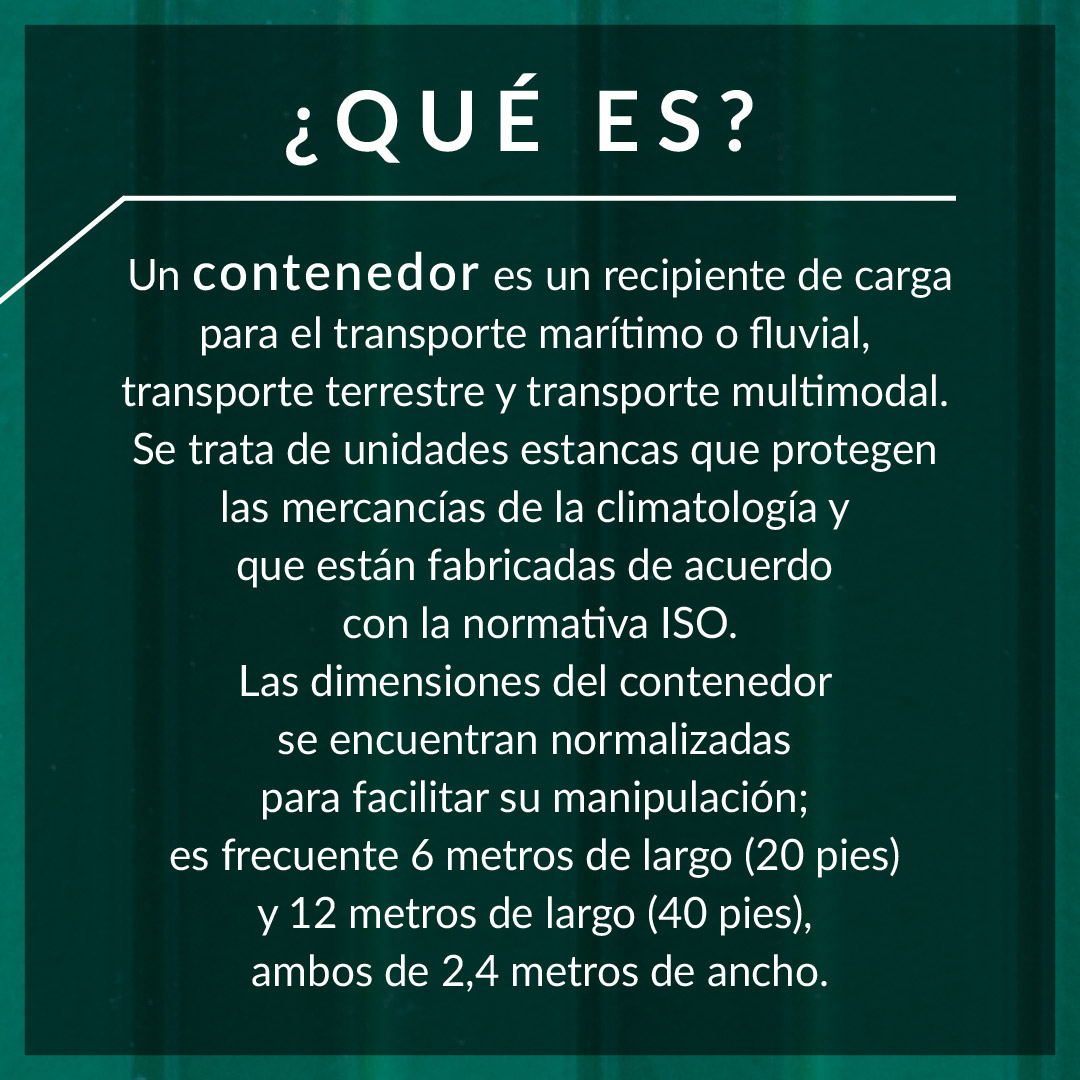 ¿QUÉ ES?
Un contenedor es un recipiente de carga
para el transporte marítimo o fluvial,
transporte terrestre y transporte multimodal.
Se trata de unidades estancas que protegen
las mercancías de la climatología y
que están fabricadas de acuerdo
con la normativa ISO.
Las dimensiones del contenedor
se encuentran normalizadas
para facilitar su manipulación;
es frecuente 6 metros de largo (20 pies)
y 12 metros de largo (40 pies),
ambos de 2,4 metros de ancho.